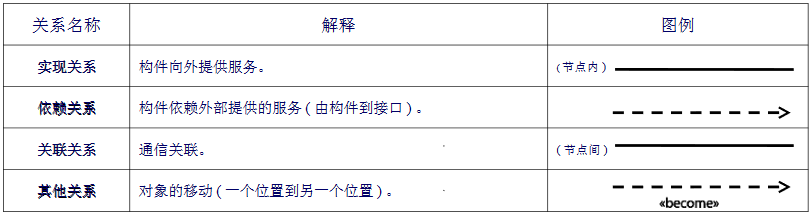 关系名称 解释 图例
实现关系 构件向外提供服务。 (节点内)
依赖关系 构件依赖外部提供的服务(由构件到接口)。
关联关系 通信关联。 (节点间)
其他关系 对象的移动(一个位置到另一个位置)。
«become»